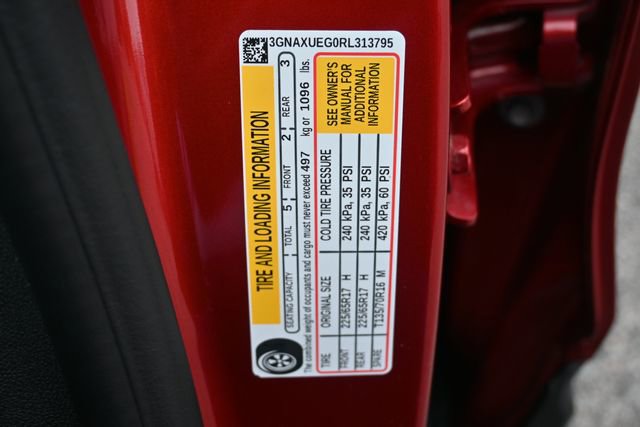 3GNAXUEG0RL313795
TIRE AND LOADING INFORMATION
SEATING CAPACITY TOTAL 5 FRONT 2 REAR 3
The combined weight of occupants and cargo must never exceed 497 kg or 1096 lbs.
TIRE ORIGINAL SIZE COLD TIRE PRESSURE
FRONT 225/65R17 H 240 kPa, 35 PSI
REAR 225/65R17 H 240 kPa, 35 PSI
SPARE T135/70R16 M 420 kPa, 60 PSI
SEE OWNER'S
MANUAL FOR
ADDITIONAL
INFORMATION